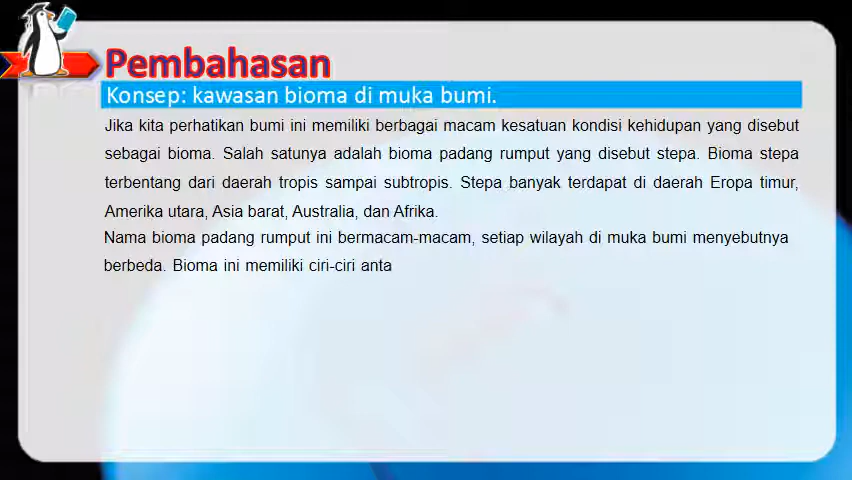 Pembahasan
Konsep: kawasan bioma di muka bumi.
Jika kita perhatikan bumi ini memiliki berbagai macam kesatuan kondisi kehidupan yang disebut
sebagai bioma. Salah satunya adalah bioma padang rumput yang disebut stepa. Bioma stepa
terbentang dari daerah tropis sampai subtropis. Stepa banyak terdapat di daerah Eropa timur,
Amerika utara, Asia barat, Australia, dan Afrika.
Nama bioma padang rumput ini bermacam-macam, setiap wilayah di muka bumi menyebutnya
berbeda. Bioma ini memiliki ciri-ciri anta